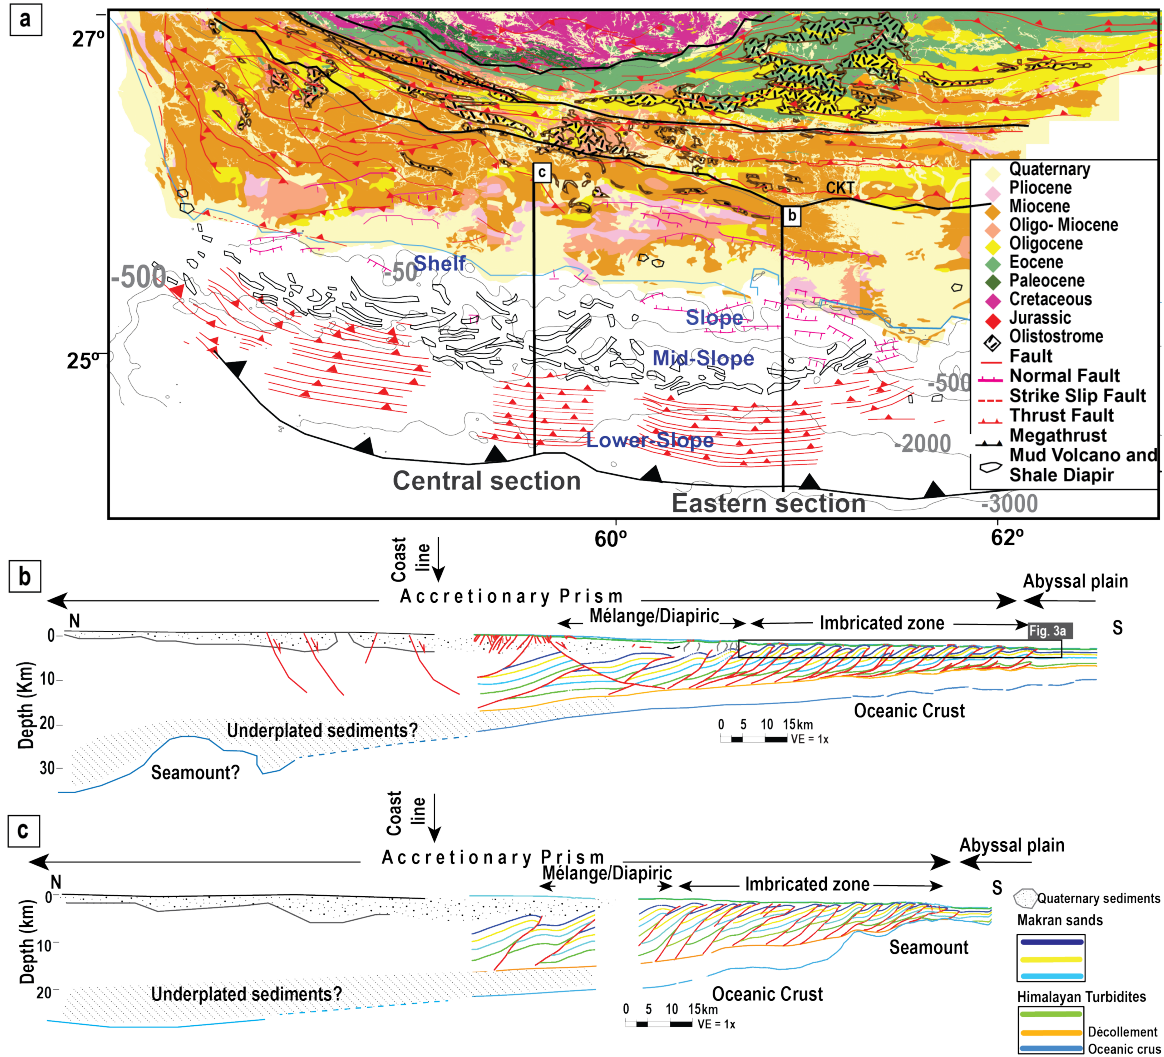 a
27º
25º
-500
-50
Shelf
Slope
Mid-Slope
Lower-Slope
-500
-2000
-3000
c
b
CKT
Central section
Eastern section
60º
62º
Quaternary
Pliocene
Miocene
Oligo- Miocene
Oligocene
Eocene
Paleocene
Cretaceous
Jurassic
Olistostrome
Fault
Normal Fault
Strike Slip Fault
Thrust Fault
Megathrust
Mud Volcano and
Shale Diapir
b
Coast
line
Accretionary Prism
Abyssal plain
N
Mélange/Diapiric
Imbricated zone
Fig. 3a
S
Depth (Km)
0
10
20
30
Underplated sediments?
Seamount?
Oceanic Crust
0 5 10 15km
VE = 1x
c
Coast
line
Accretionary Prism
Abyssal plain
N
Mélange/Diapiric
Imbricated zone
S
Depth (km)
0
10
20
Underplated sediments?
Seamount
Oceanic Crust
0 5 10 15 km
VE = 1x
Quaternary sediments
Makran sands
Himalayan Turbidites
Décollement
Oceanic crus